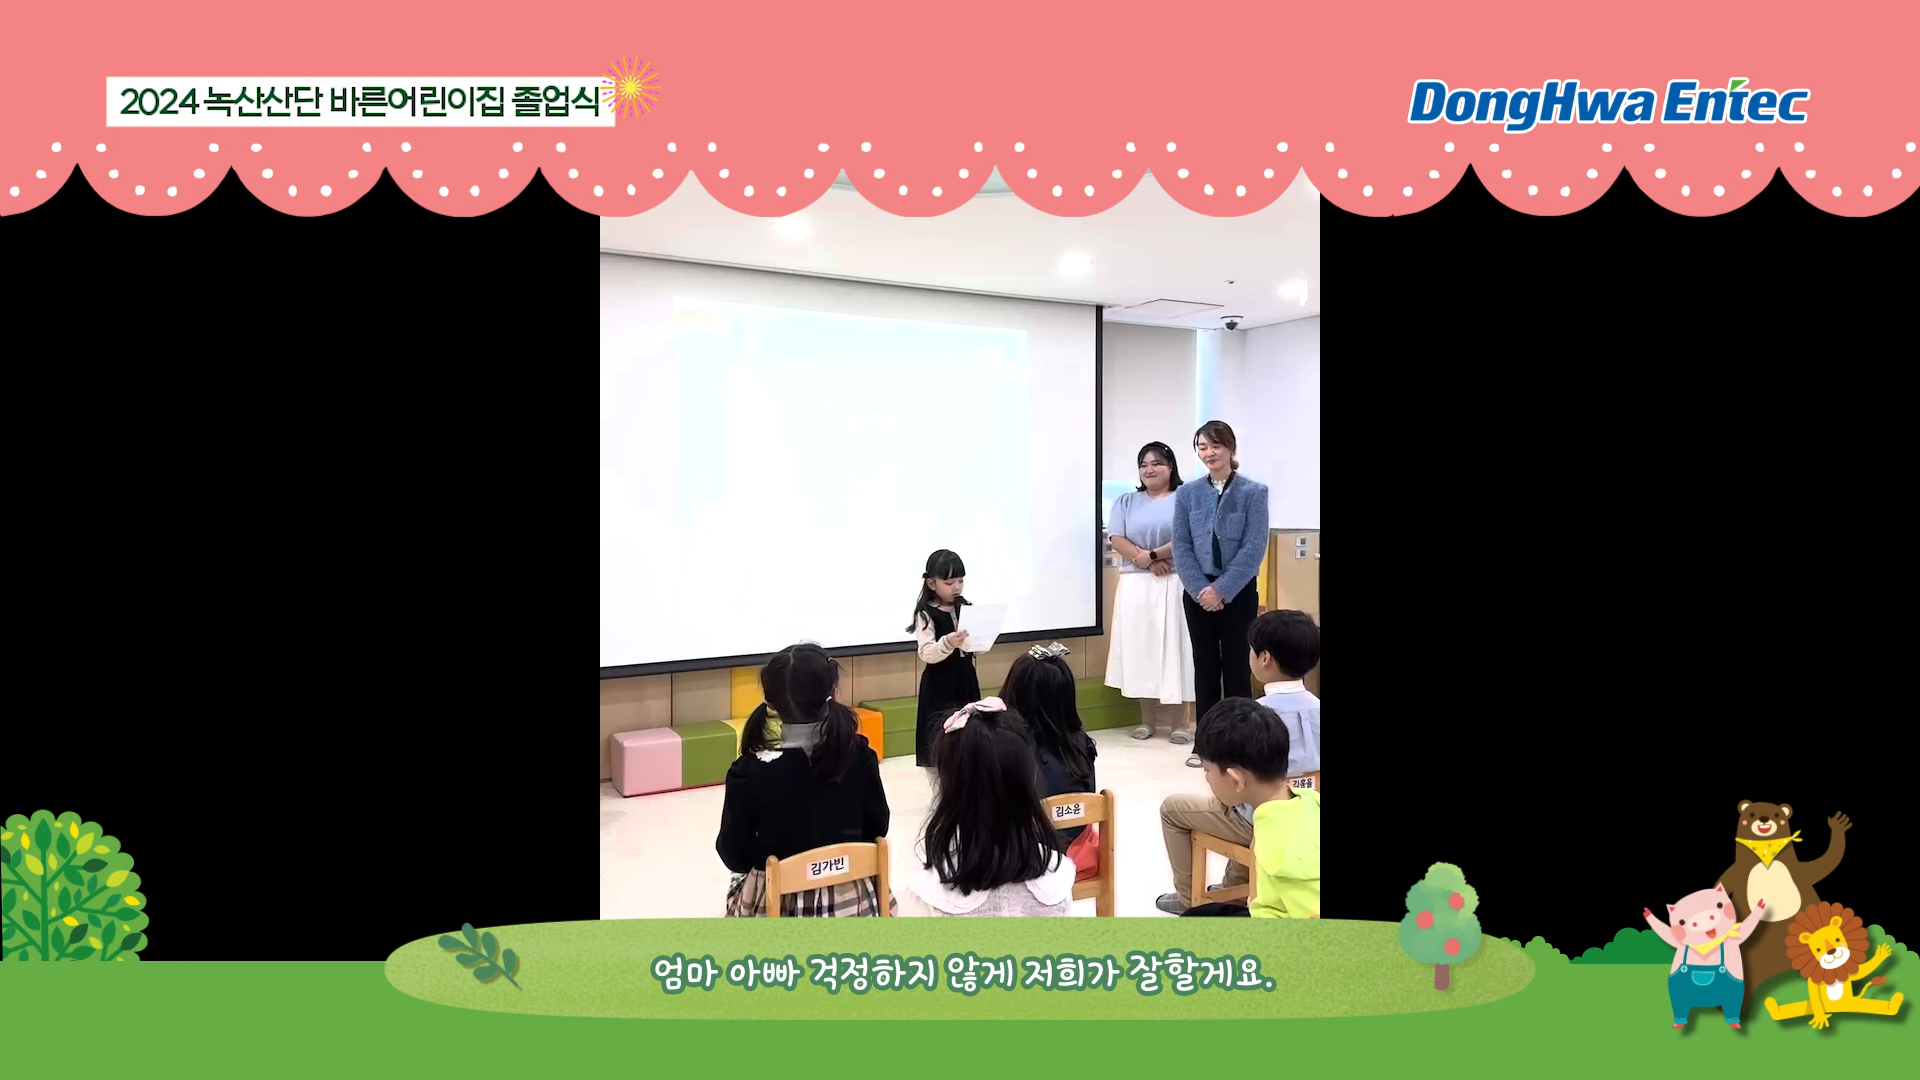 2024 녹산산단 바른어린이집 졸업식
DongHwa Entec
김소윤
김가빈
엄마 아빠 걱정하지 않게 저희가 잘할게요.